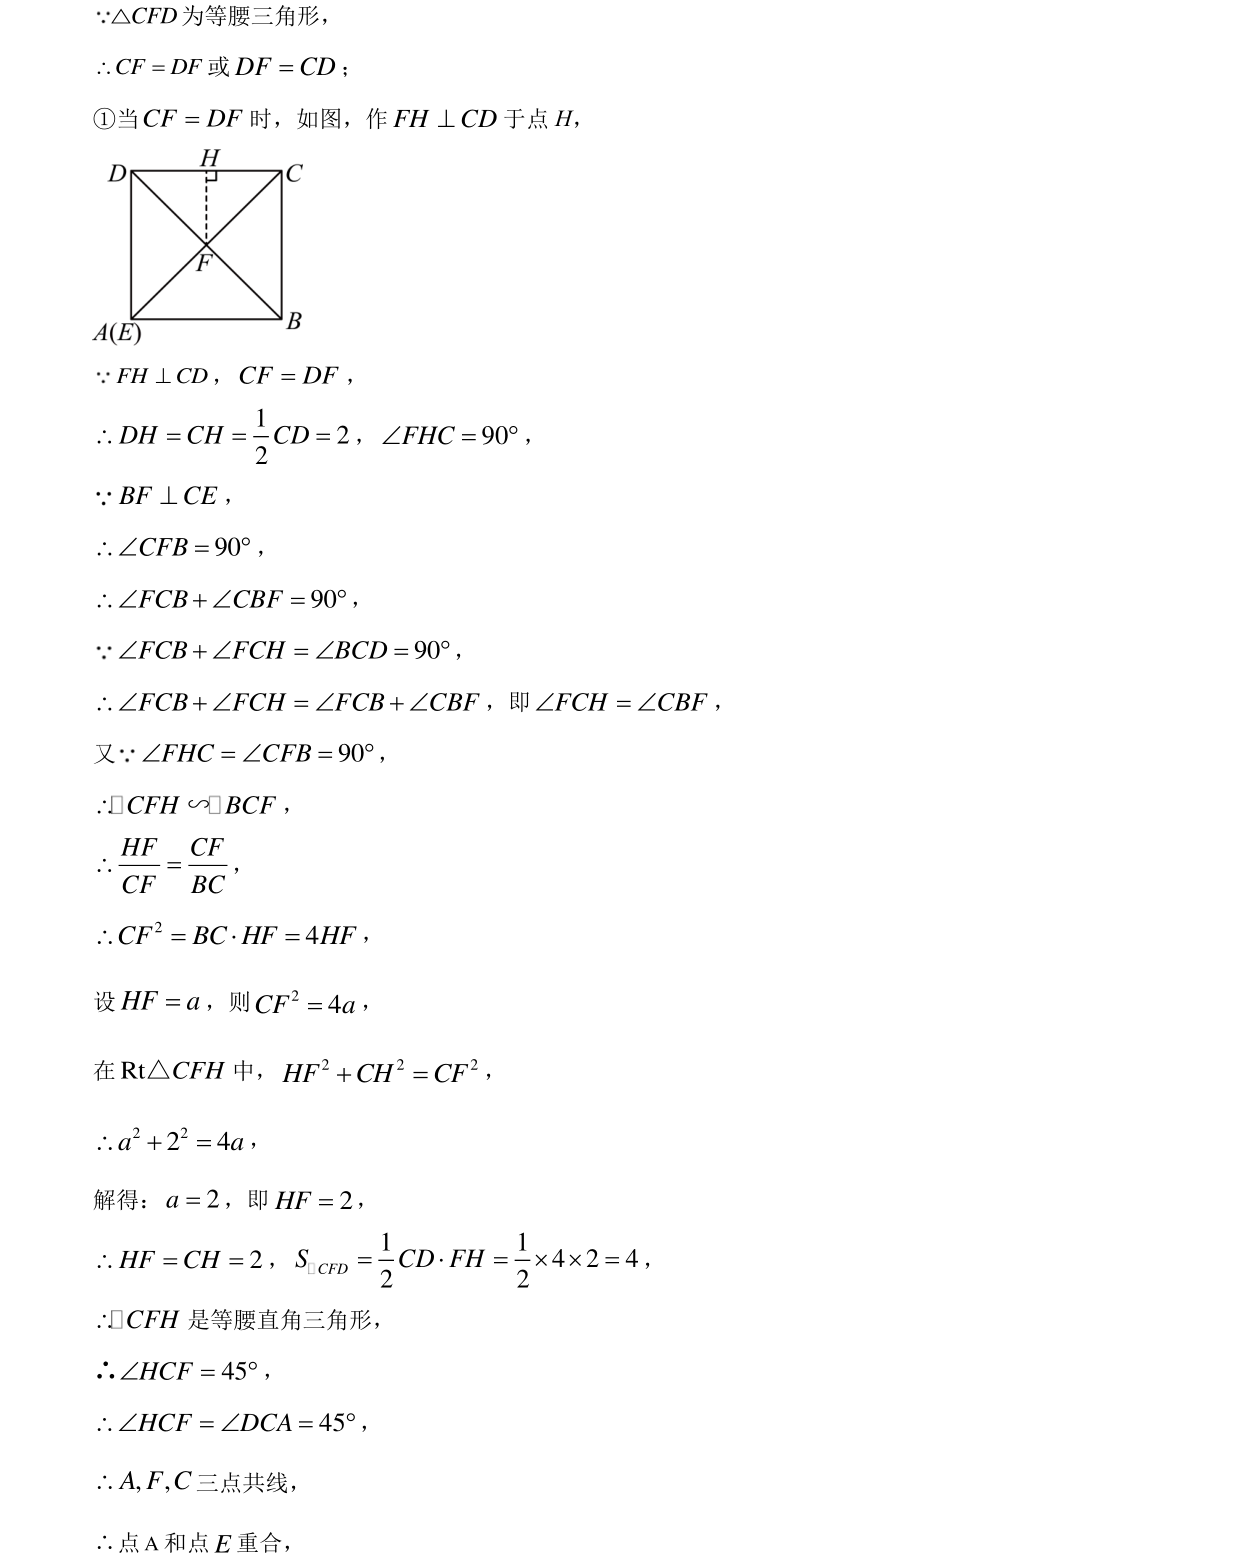 ∵△CFD为等腰三角形，
∴CF = DF 或 DF = CD；
①当CF = DF 时，如图，作 FH ⊥ CD 于点 H，
H
D
C
F
A(E)
B
∵ FH ⊥ CD，CF = DF，
∴DH = CH = 1/2 CD = 2，∠FHC = 90°，
∵ BF ⊥ CE，
∴∠CFB = 90°，
∴∠FCB + ∠CBF = 90°，
∵∠FCB + ∠FCH = ∠BCD = 90°，
∴∠FCB + ∠FCH = ∠FCB + ∠CBF，即∠FCH = ∠CBF，
又∵∠FHC = ∠CFB = 90°，
∴□CFH ∽□BCF，
∴HF/CF = CF/BC，
∴CF² = BC·HF = 4HF，
设 HF = a，则CF² = 4a，
在 Rt△CFH 中，HF² + CH² = CF²，
∴a² + 2² = 4a，
解得：a = 2，即 HF = 2，
∴HF = CH = 2，S□CFD = 1/2 CD·FH = 1/2 × 4 × 2 = 4，
∴□CFH 是等腰直角三角形，
∴∠HCF = 45°，
∴∠HCF = ∠DCA = 45°，
∴A, F, C 三点共线，
∴点 A 和点 E 重合，